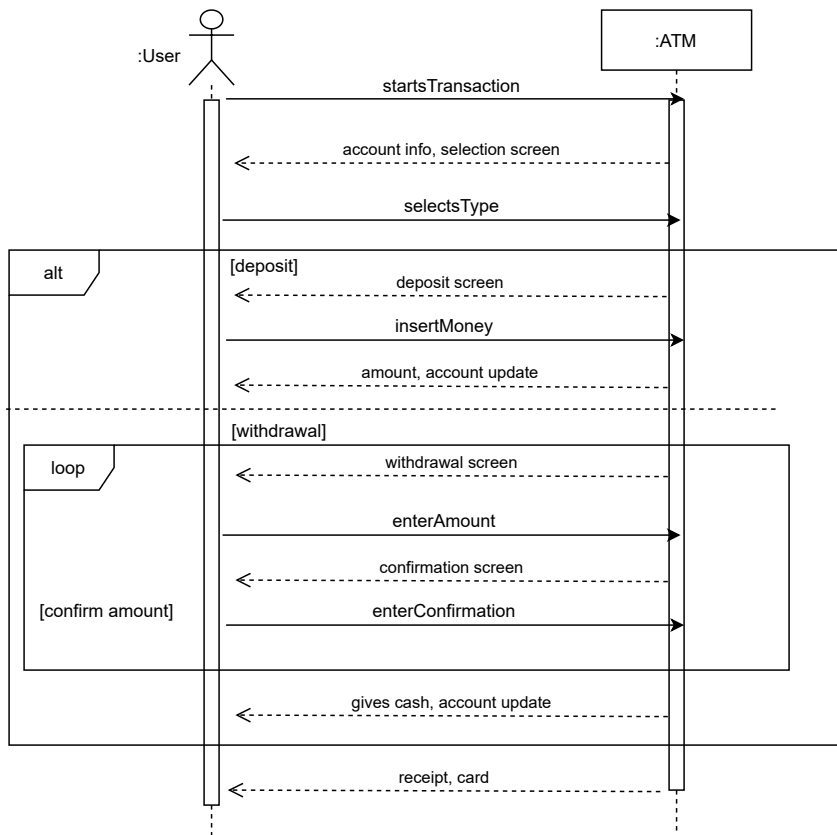 :User
:ATM
startsTransaction
account info, selection screen
selectsType
alt
[deposit]
deposit screen
insertMoney
amount, account update
[withdrawal]
loop
withdrawal screen
enterAmount
confirmation screen
[confirm amount]
enterConfirmation
gives cash, account update
receipt, card